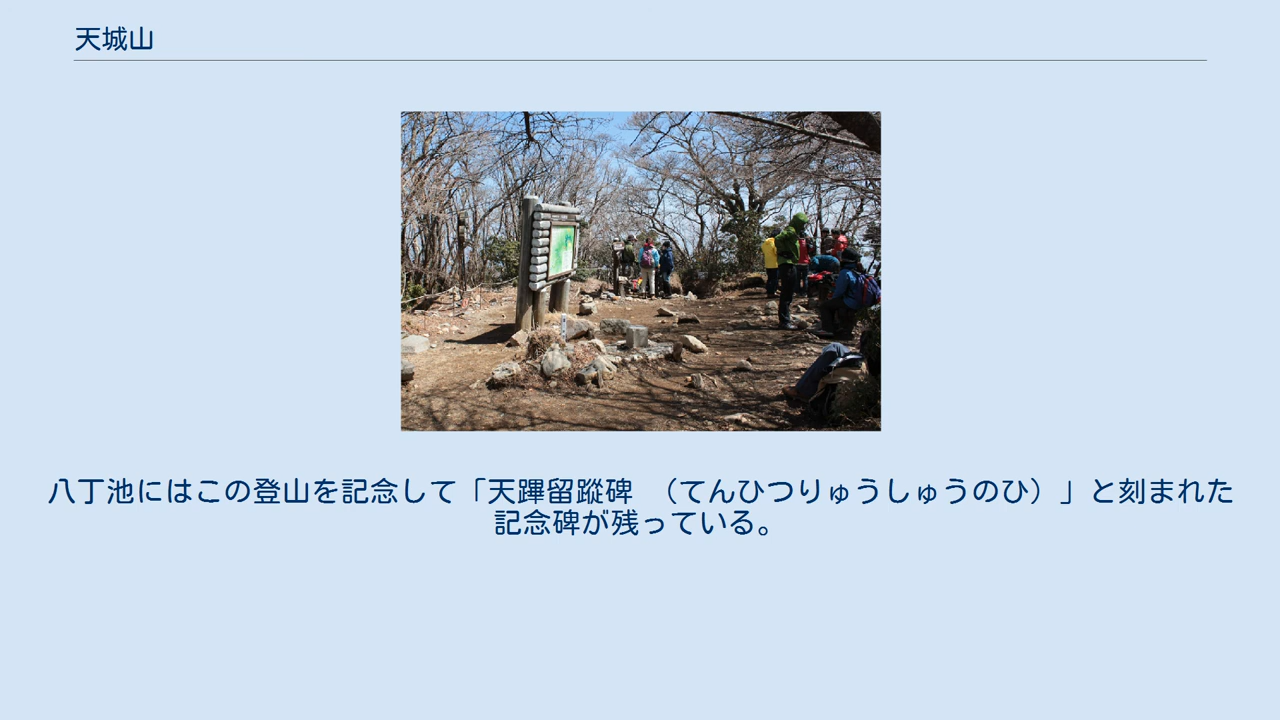 天城山
八丁池にはこの登山を記念して「天蹕留蹤碑　（てんひつりゅうしゅうのひ）」と刻まれた
記念碑が残っている。